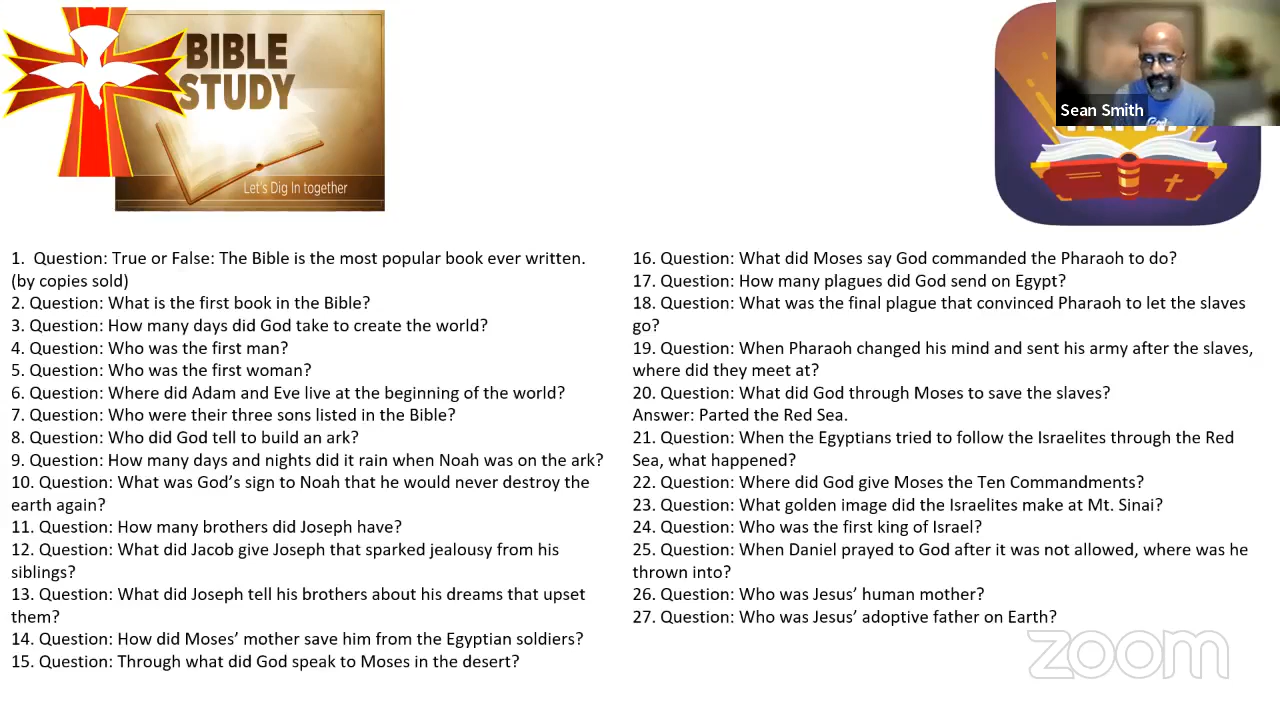 BIBLE
STUDY
Let's Dig In together
Sean Smith
1. Question: True or False: The Bible is the most popular book ever written.
(by copies sold)
2. Question: What is the first book in the Bible?
3. Question: How many days did God take to create the world?
4. Question: Who was the first man?
5. Question: Who was the first woman?
6. Question: Where did Adam and Eve live at the beginning of the world?
7. Question: Who were their three sons listed in the Bible?
8. Question: Who did God tell to build an ark?
9. Question: How many days and nights did it rain when Noah was on the ark?
10. Question: What was God’s sign to Noah that he would never destroy the
earth again?
11. Question: How many brothers did Joseph have?
12. Question: What did Jacob give Joseph that sparked jealousy from his
siblings?
13. Question: What did Joseph tell his brothers about his dreams that upset
them?
14. Question: How did Moses’ mother save him from the Egyptian soldiers?
15. Question: Through what did God speak to Moses in the desert?
16. Question: What did Moses say God commanded the Pharaoh to do?
17. Question: How many plagues did God send on Egypt?
18. Question: What was the final plague that convinced Pharaoh to let the slaves
go?
19. Question: When Pharaoh changed his mind and sent his army after the slaves,
where did they meet at?
20. Question: What did God through Moses to save the slaves?
Answer: Parted the Red Sea.
21. Question: When the Egyptians tried to follow the Israelites through the Red
Sea, what happened?
22. Question: Where did God give Moses the Ten Commandments?
23. Question: What golden image did the Israelites make at Mt. Sinai?
24. Question: Who was the first king of Israel?
25. Question: When Daniel prayed to God after it was not allowed, where was he
thrown into?
26. Question: Who was Jesus’ human mother?
27. Question: Who was Jesus’ adoptive father on Earth?
zoom